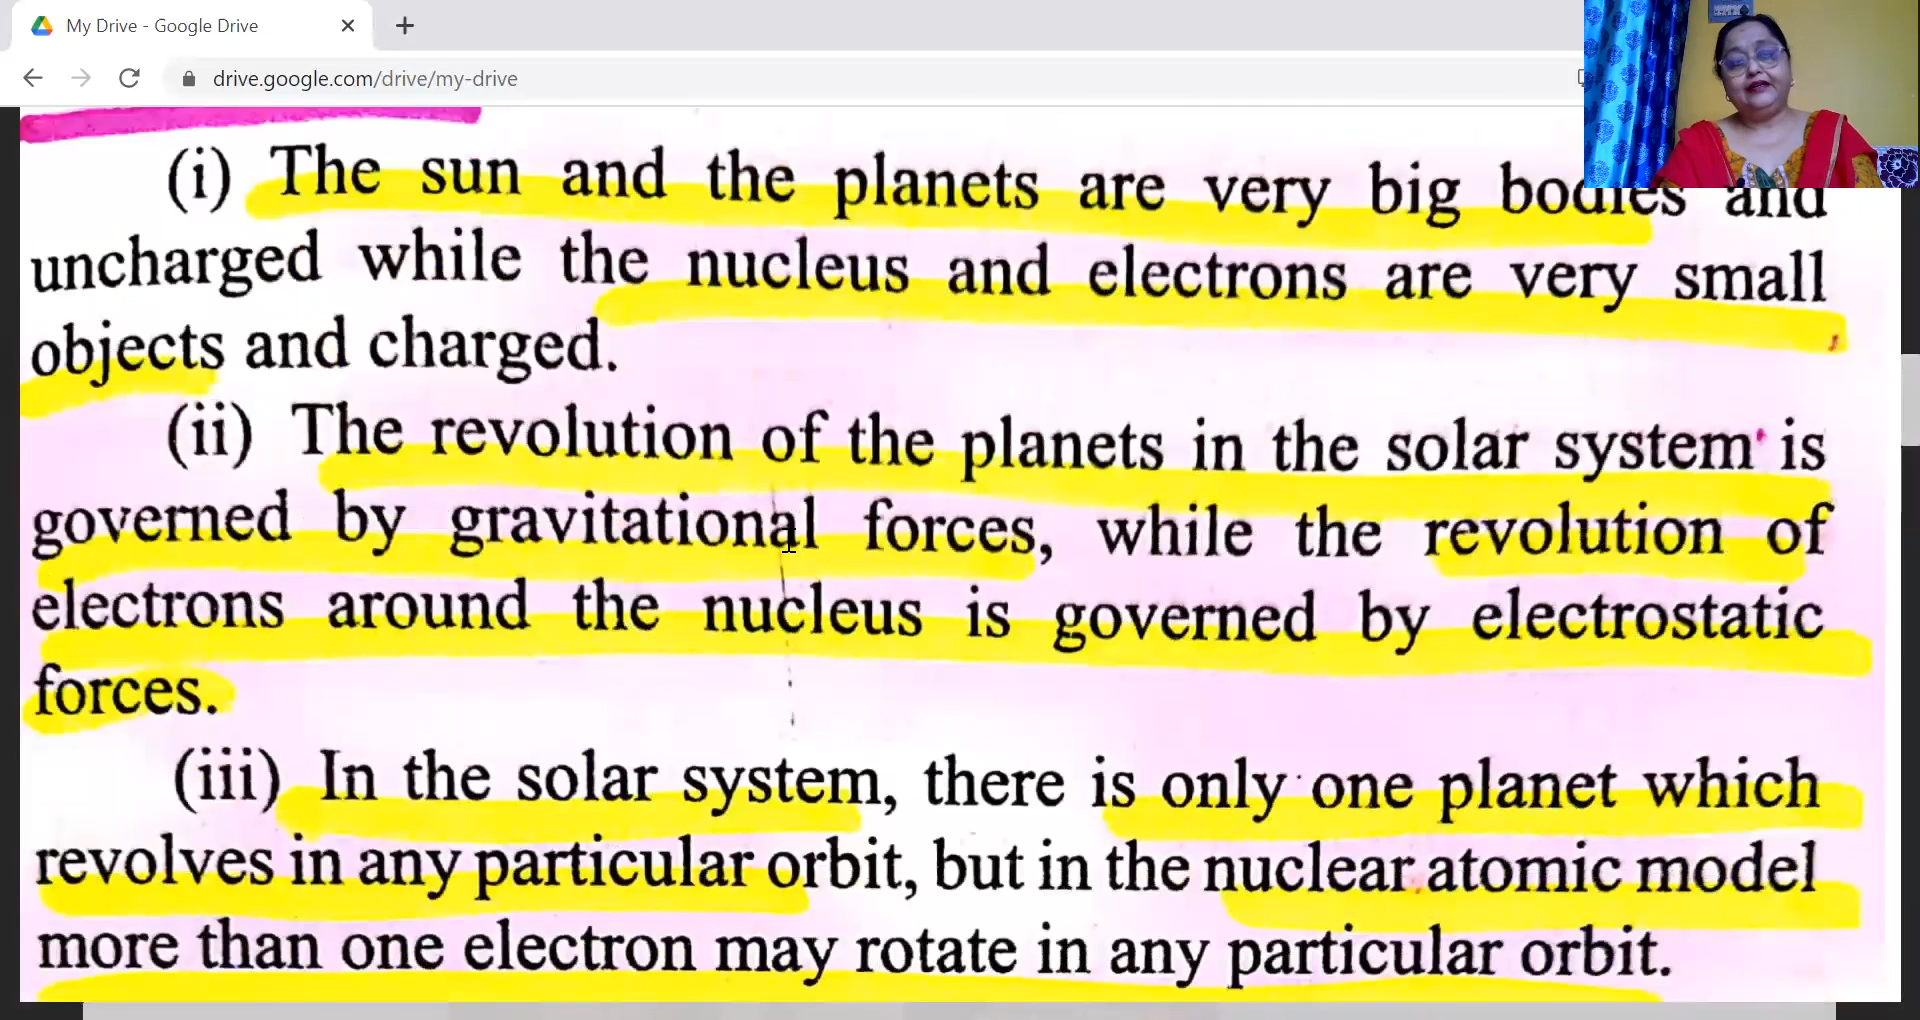 My Drive - Google Drive
drive.google.com/drive/my-drive
(i) The sun and the planets are very big bodies and
uncharged while the nucleus and electrons are very small
objects and charged.
(ii) The revolution of the planets in the solar system is
governed by gravitational forces, while the revolution of
electrons around the nucleus is governed by electrostatic
forces.
(iii) In the solar system, there is only one planet which
revolves in any particular orbit, but in the nuclear atomic model
more than one electron may rotate in any particular orbit.